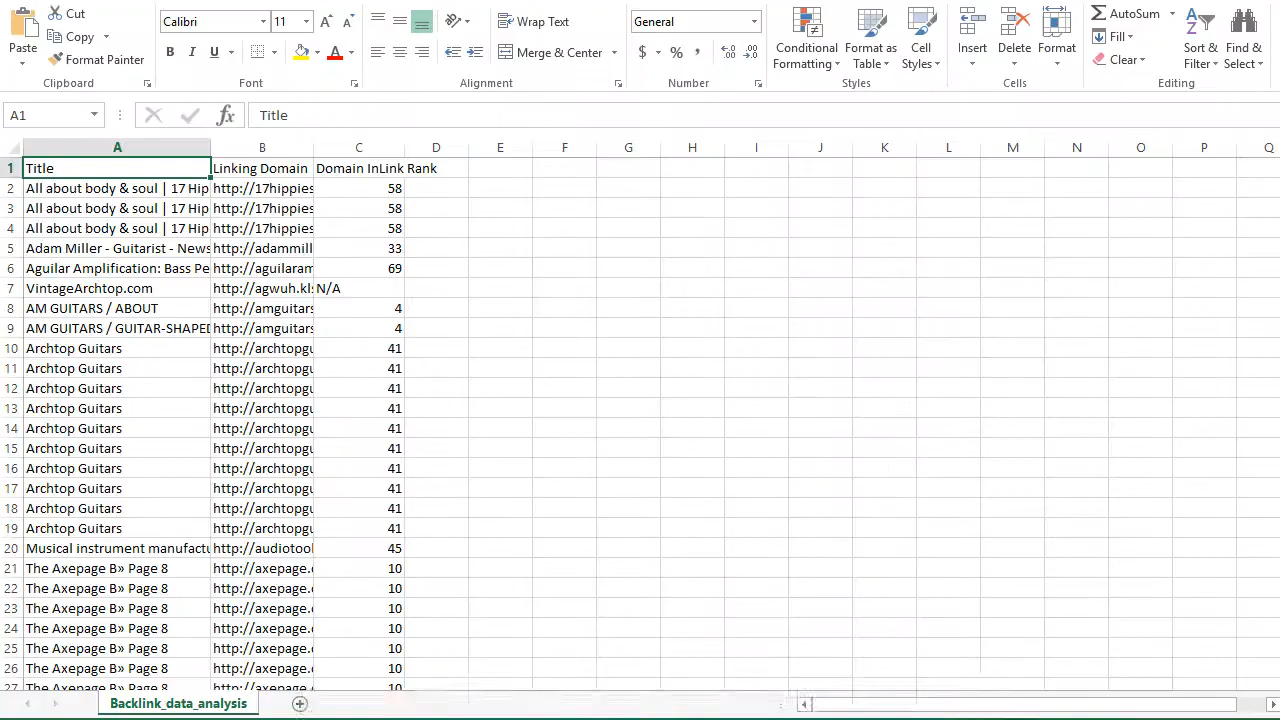 Cut
Copy
Format Painter
Paste
Clipboard
Calibri 11
B I U
Font
Wrap Text
Merge & Center
Alignment
General
$ % ,
Number
Conditional Formatting
Format as Table
Cell Styles
Styles
Insert
Delete
Format
Cells
AutoSum
Fill
Clear
Sort & Filter
Find & Select
Editing
A1 fx Title
A B C D E F G H I J K L M N O P Q
1 Title Linking Domain Domain InLink Rank
2 All about body & soul | 17 Hip http://17hippies 58
3 All about body & soul | 17 Hip http://17hippies 58
4 All about body & soul | 17 Hip http://17hippies 58
5 Adam Miller - Guitarist - News http://adammill 33
6 Aguilar Amplification: Bass Pe http://aguilaram 69
7 VintageArchtop.com http://agwuh.kls N/A
8 AM GUITARS / ABOUT http://amguitars 4
9 AM GUITARS / GUITAR-SHAPED http://amguitars 4
10 Archtop Guitars http://archtopgu 41
11 Archtop Guitars http://archtopgu 41
12 Archtop Guitars http://archtopgu 41
13 Archtop Guitars http://archtopgu 41
14 Archtop Guitars http://archtopgu 41
15 Archtop Guitars http://archtopgu 41
16 Archtop Guitars http://archtopgu 41
17 Archtop Guitars http://archtopgu 41
18 Archtop Guitars http://archtopgu 41
19 Archtop Guitars http://archtopgu 41
20 Musical instrument manufactu http://audiotool 45
21 The Axepage B» Page 8 http://axepage.c 10
22 The Axepage B» Page 8 http://axepage.c 10
23 The Axepage B» Page 8 http://axepage.c 10
24 The Axepage B» Page 8 http://axepage.c 10
25 The Axepage B» Page 8 http://axepage.c 10
26 The Axepage B» Page 8 http://axepage.c 10
27 The Axepage B» Page 8 http://axepage.c 10
Backlink_data_analysis